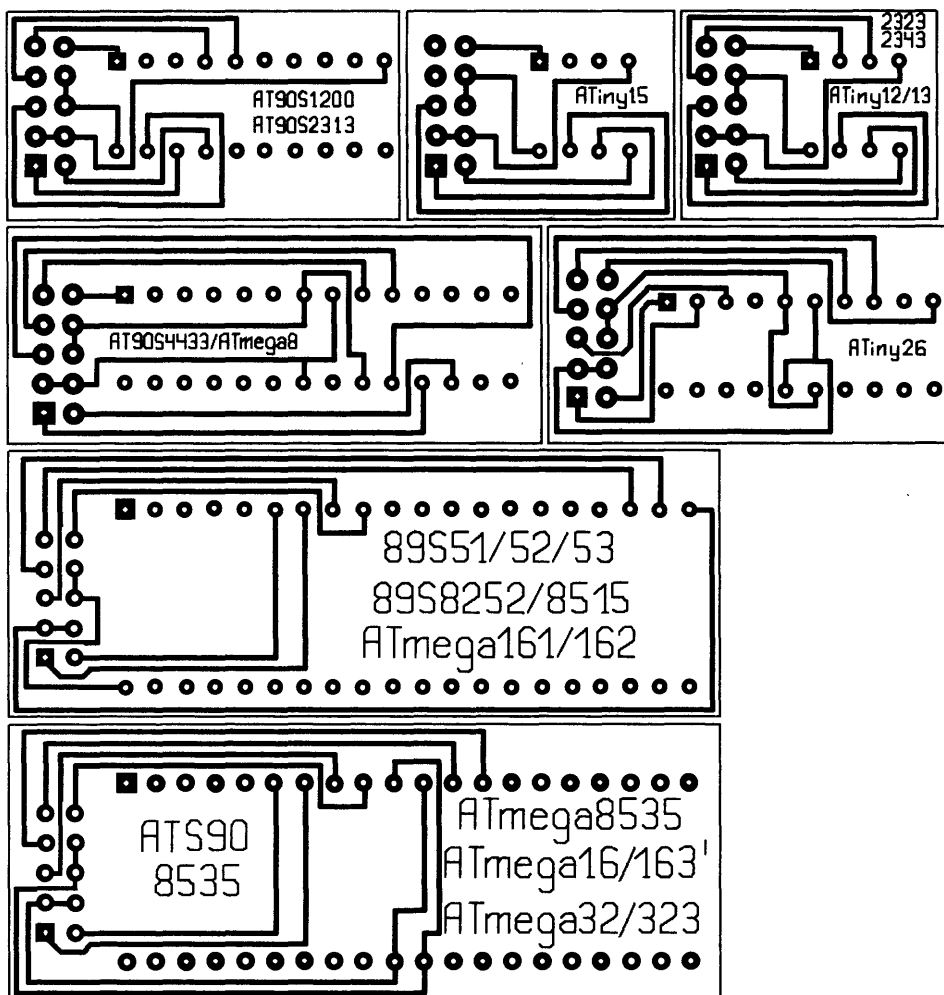 AT90S1200
AT90S2313
ATiny15
2323
2343
ATiny12/13
AT90S4433/ATmega8
ATiny26
89S51/52/53
89S8252/8515
ATmega161/162
ATS90
8535
ATmega8535
ATmega16/163'
ATmega32/323